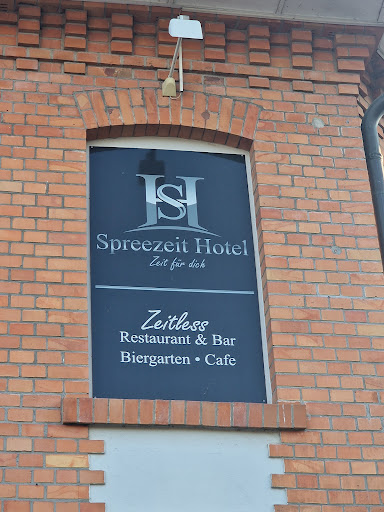 HS
Spreezeit Hotel
Zeit für dich
Zeitless
Restaurant & Bar
Biergarten • Cafe